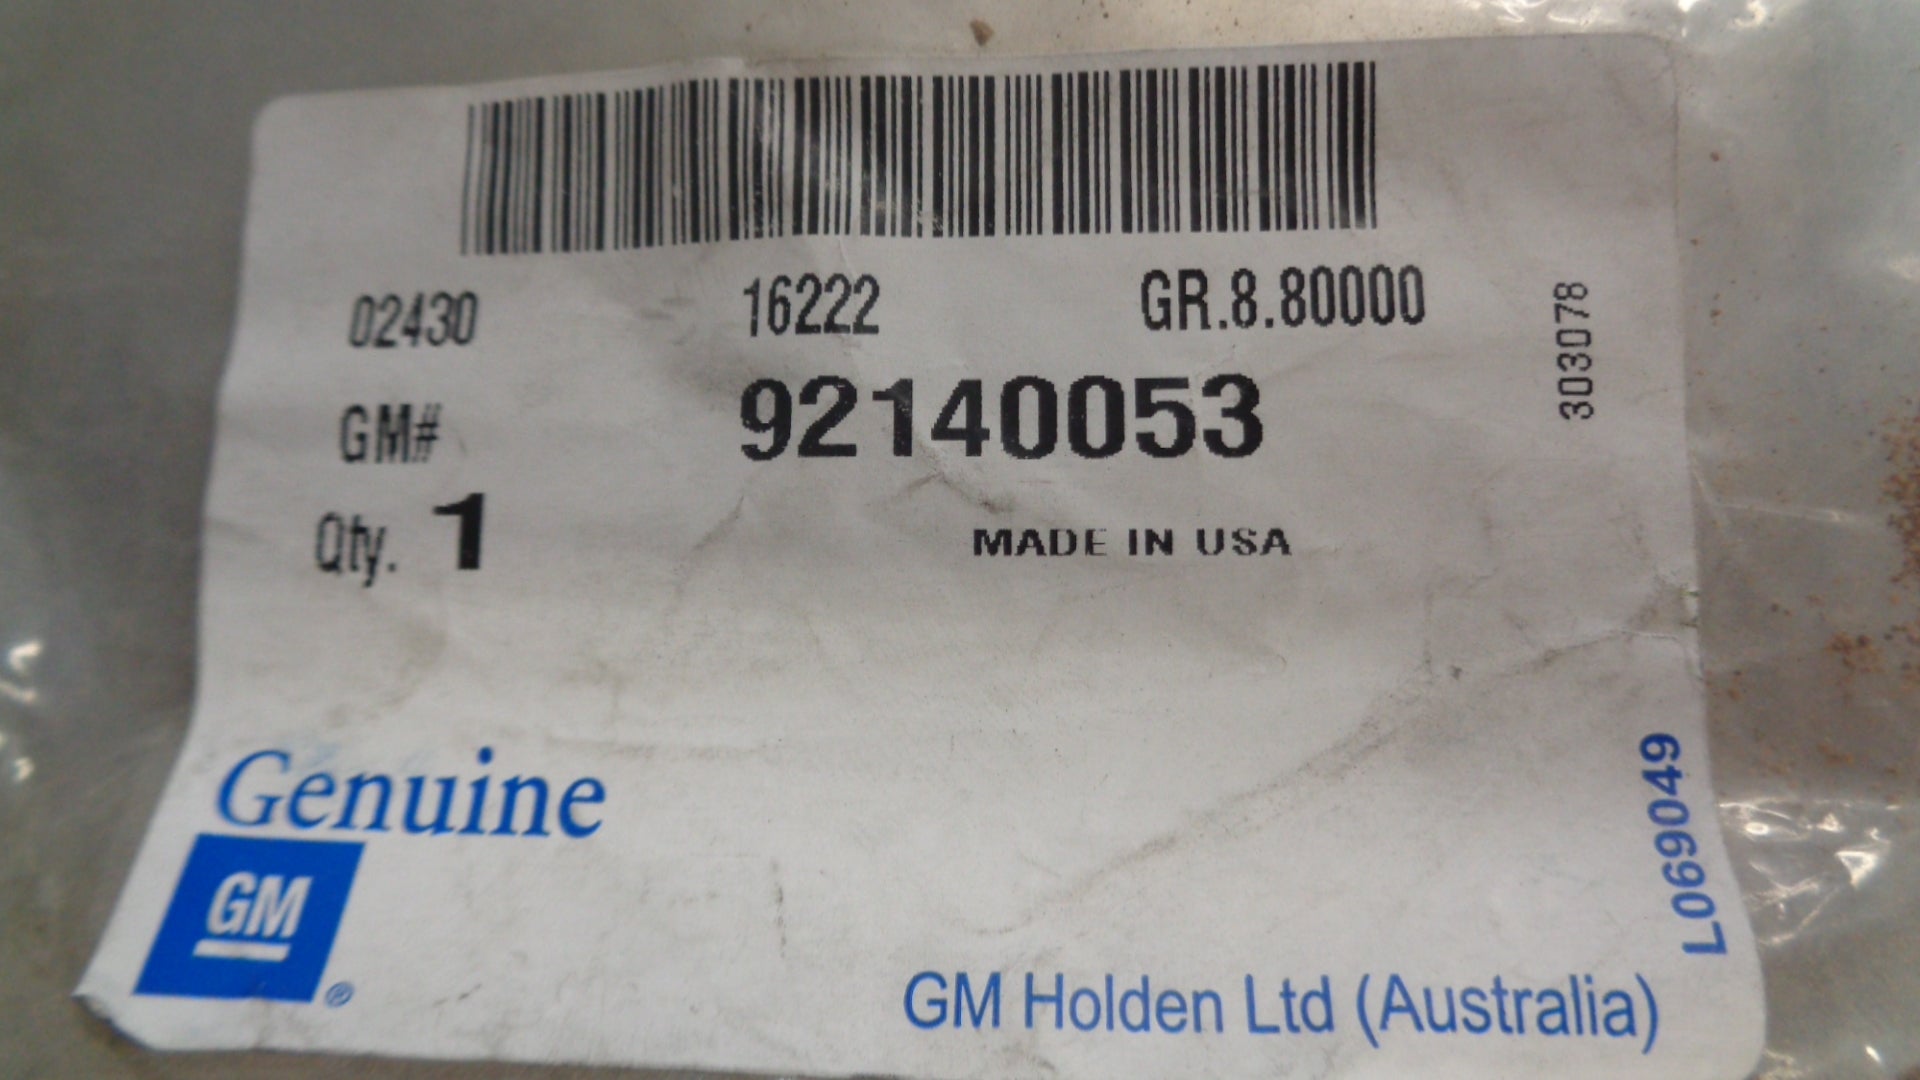 02430 16222 GR.8.80000
GM# 92140053
Qty. 1
MADE IN USA
303078
Genuine
GM
®
GM Holden Ltd (Australia)
L069049